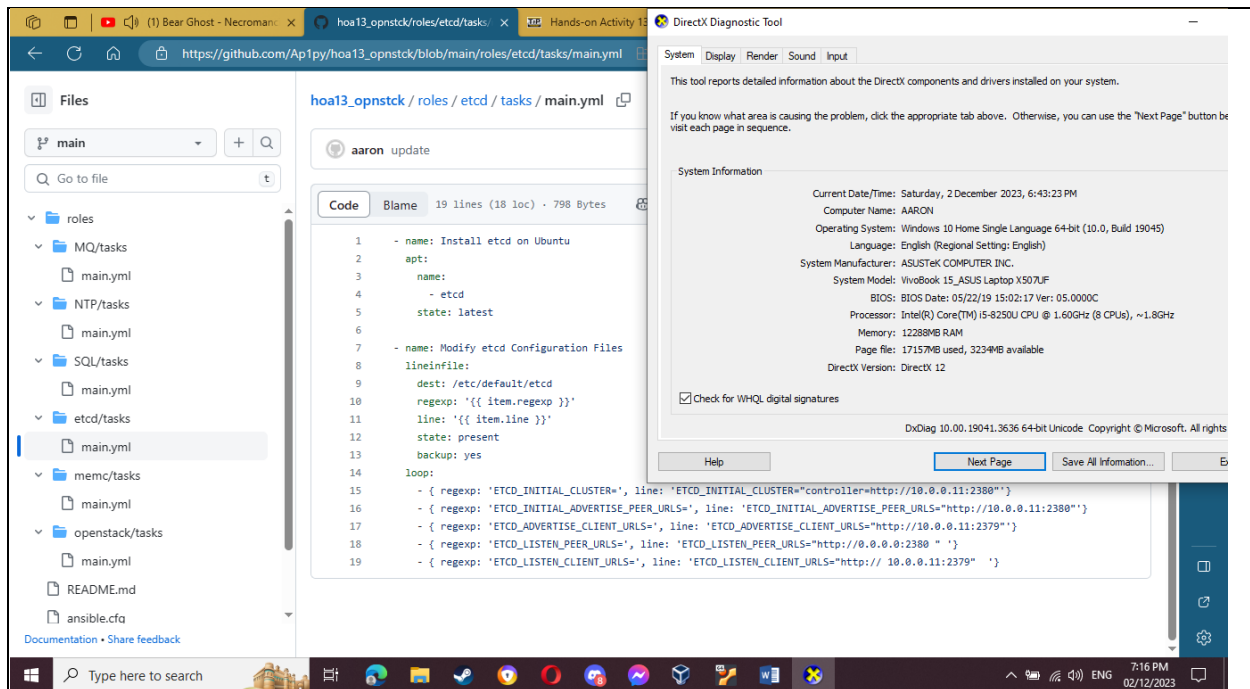 (1) Bear Ghost - Necromanc
hoa13_opnstck/roles/etcd/tasks/
TIP Hands-on Activity 13
https://github.com/Ap1py/hoa13_opnstck/blob/main/roles/etcd/tasks/main.yml
Files
main
Go to file
t
roles
MQ/tasks
main.yml
NTP/tasks
main.yml
SQL/tasks
main.yml
etcd/tasks
main.yml
memc/tasks
main.yml
openstack/tasks
main.yml
README.md
ansible.cfg
Documentation • Share feedback
hoa13_opnstck / roles / etcd / tasks / main.yml
aaron update
Code Blame 19 lines (18 loc) · 798 Bytes
1 - name: Install etcd on Ubuntu
2 apt:
3 name:
4 - etcd
5 state: latest
6
7 - name: Modify etcd Configuration Files
8 lineinfile:
9 dest: /etc/default/etcd
10 regexp: '{{ item.regexp }}'
11 line: '{{ item.line }}'
12 state: present
13 backup: yes
14 loop:
15 - { regexp: 'ETCD_INITIAL_CLUSTER=', line: 'ETCD_INITIAL_CLUSTER="controller=http://10.0.0.11:2380"'}
16 - { regexp: 'ETCD_INITIAL_ADVERTISE_PEER_URLS=', line: 'ETCD_INITIAL_ADVERTISE_PEER_URLS="http://10.0.0.11:2380"'}
17 - { regexp: 'ETCD_ADVERTISE_CLIENT_URLS=', line: 'ETCD_ADVERTISE_CLIENT_URLS="http://10.0.0.11:2379"'}
18 - { regexp: 'ETCD_LISTEN_PEER_URLS=', line: 'ETCD_LISTEN_PEER_URLS="http://0.0.0.0:2380 " '}
19 - { regexp: 'ETCD_LISTEN_CLIENT_URLS=', line: 'ETCD_LISTEN_CLIENT_URLS="http:// 10.0.0.11:2379"  '}
DirectX Diagnostic Tool
System Display Render Sound Input
This tool reports detailed information about the DirectX components and drivers installed on your system.
If you know what area is causing the problem, click the appropriate tab above. Otherwise, you can use the "Next Page" button be
visit each page in sequence.
System Information
Current Date/Time: Saturday, 2 December 2023, 6:43:23 PM
Computer Name: AARON
Operating System: Windows 10 Home Single Language 64-bit (10.0, Build 19045)
Language: English (Regional Setting: English)
System Manufacturer: ASUSTeK COMPUTER INC.
System Model: VivoBook 15_ASUS Laptop X507UF
BIOS: BIOS Date: 05/22/19 15:02:17 Ver: 05.0000C
Processor: Intel(R) Core(TM) i5-8250U CPU @ 1.60GHz (8 CPUs), ~1.8GHz
Memory: 12288MB RAM
Page file: 17157MB used, 3234MB available
DirectX Version: DirectX 12
Check for WHQL digital signatures
DxDiag 10.00.19041.3636 64-bit Unicode Copyright © Microsoft. All rights
Help Next Page Save All Information... E
Type here to search
ENG
7:16 PM
02/12/2023